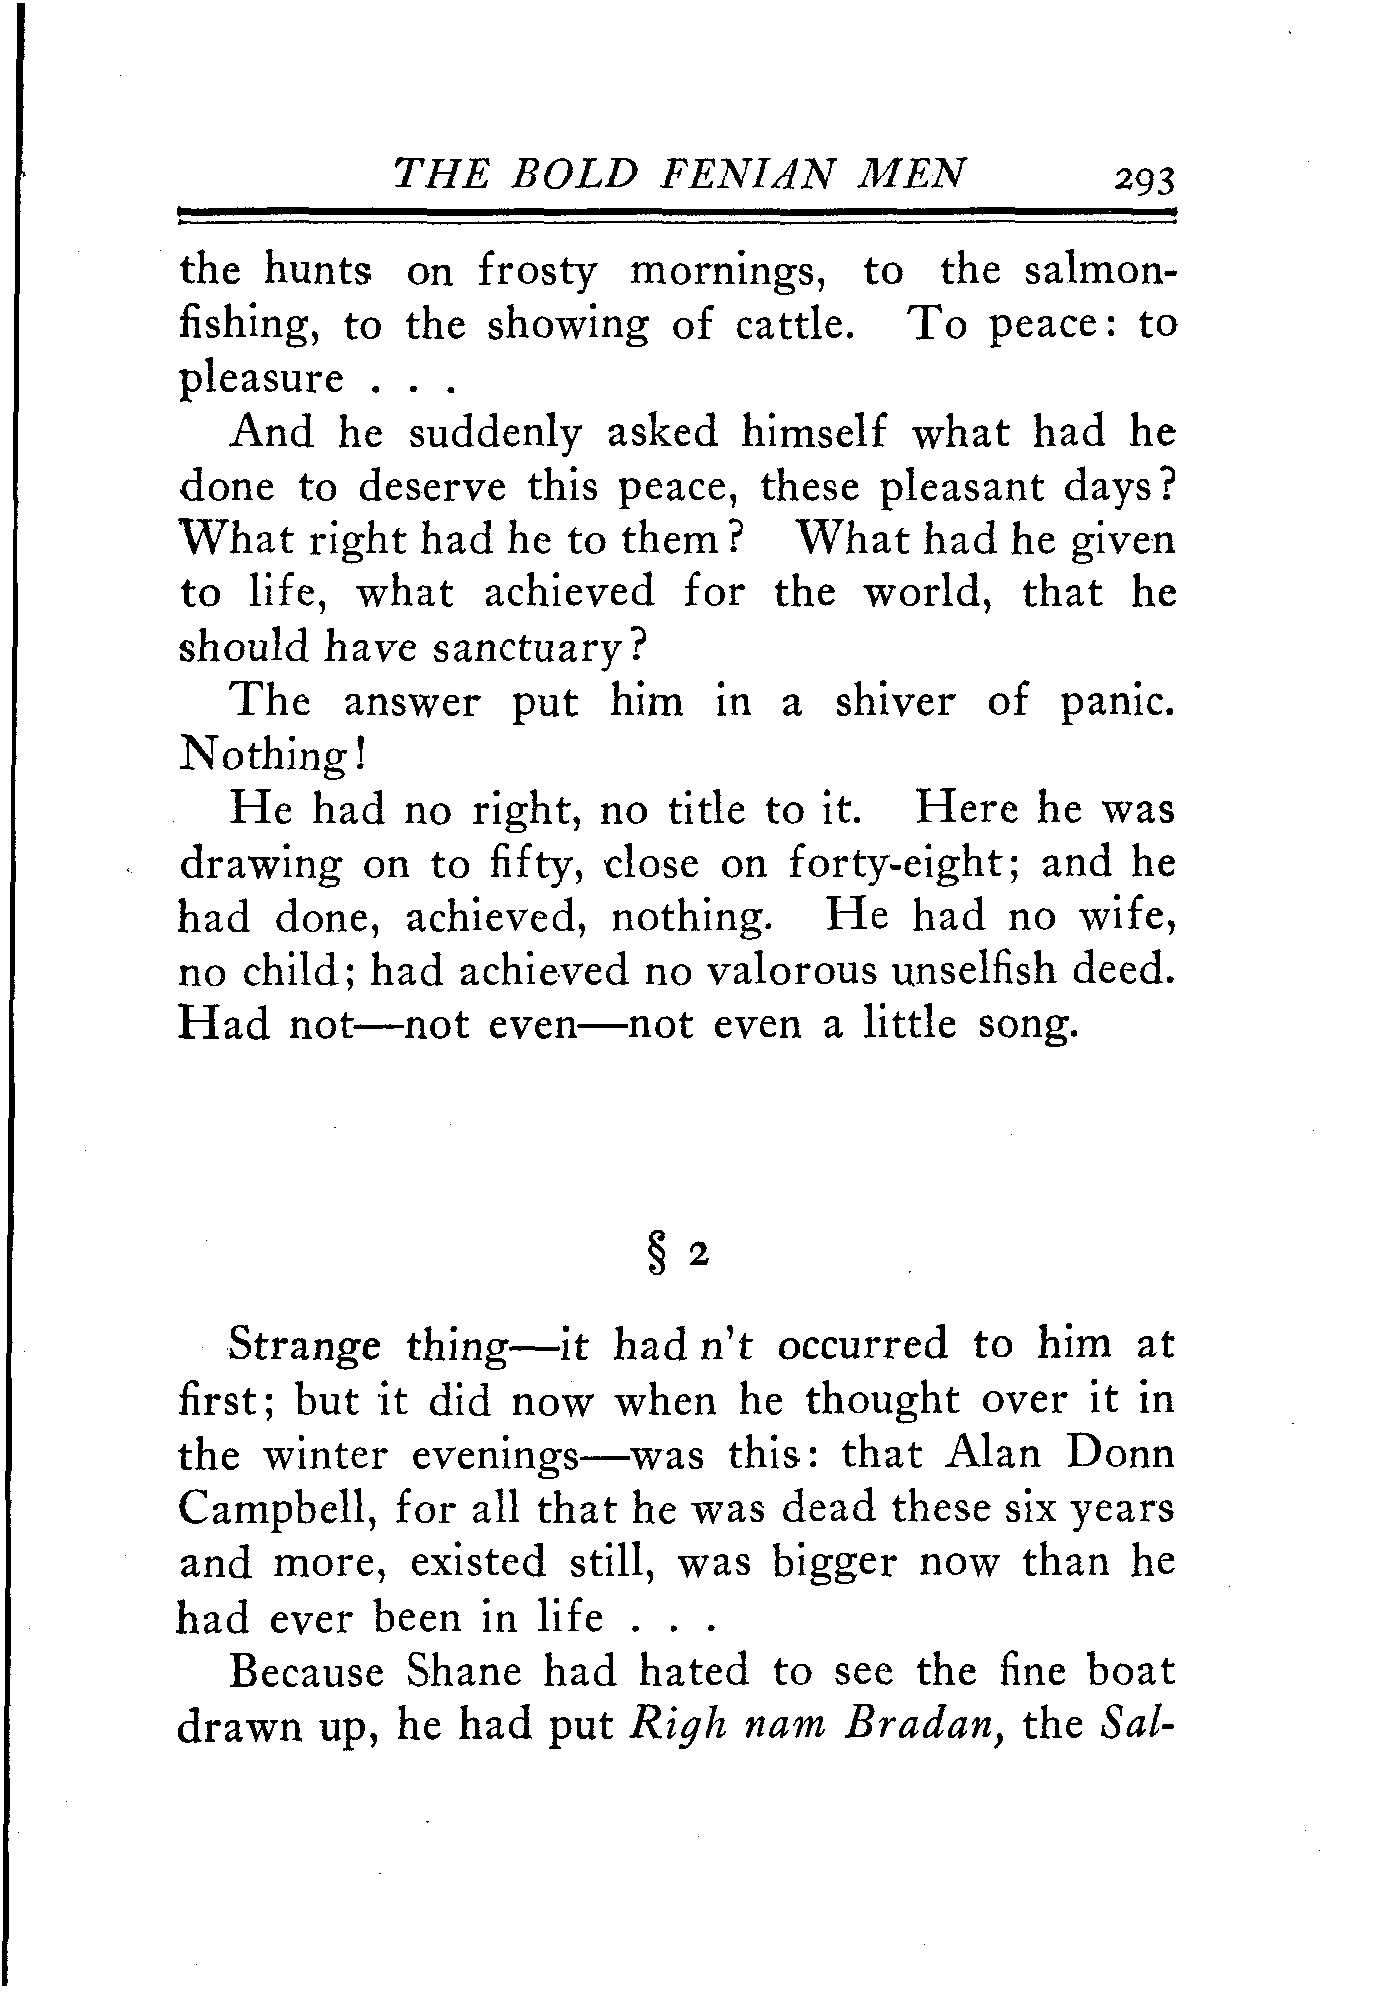 THE BOLD FENIAN MEN 293
the hunts on frosty mornings, to the salmon-
fishing, to the showing of cattle. To peace: to
pleasure . . .
And he suddenly asked himself what had he
done to deserve this peace, these pleasant days?
What right had he to them? What had he given
to life, what achieved for the world, that he
should have sanctuary?
The answer put him in a shiver of panic.
Nothing!
He had no right, no title to it. Here he was
drawing on to fifty, close on forty-eight; and he
had done, achieved, nothing. He had no wife,
no child; had achieved no valorous unselfish deed.
Had not—not even—not even a little song.
§ 2
Strange thing—it had n't occurred to him at
first; but it did now when he thought over it in
the winter evenings—was this: that Alan Donn
Campbell, for all that he was dead these six years
and more, existed still, was bigger now than he
had ever been in life . . .
Because Shane had hated to see the fine boat
drawn up, he had put Righ nam Bradan, the Sal-